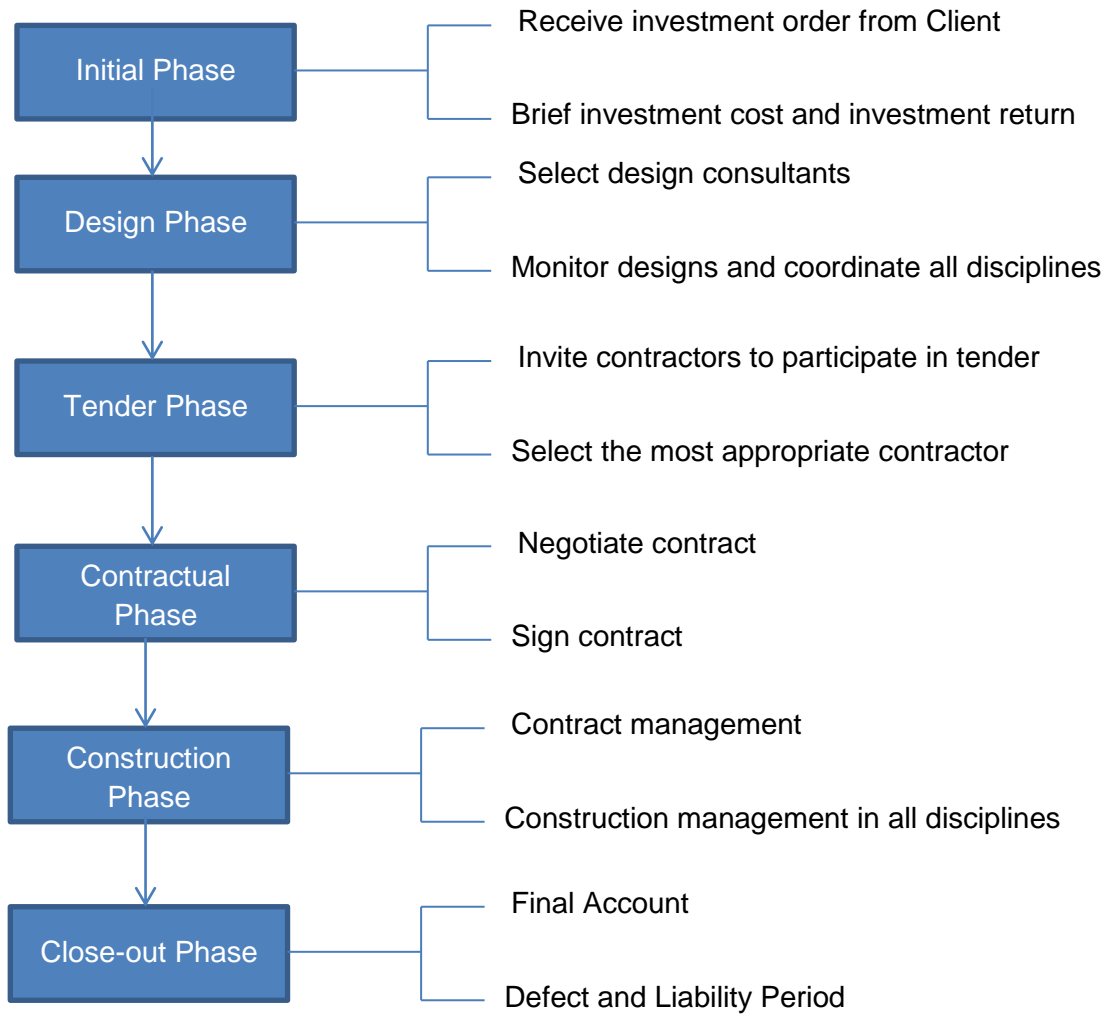 Receive investment order from Client
Initial Phase
Brief investment cost and investment return
Select design consultants
Design Phase
Monitor designs and coordinate all disciplines
Invite contractors to participate in tender
Tender Phase
Select the most appropriate contractor
Negotiate contract
Contractual
Phase
Sign contract
Contract management
Construction
Phase
Construction management in all disciplines
Final Account
Close-out Phase
Defect and Liability Period